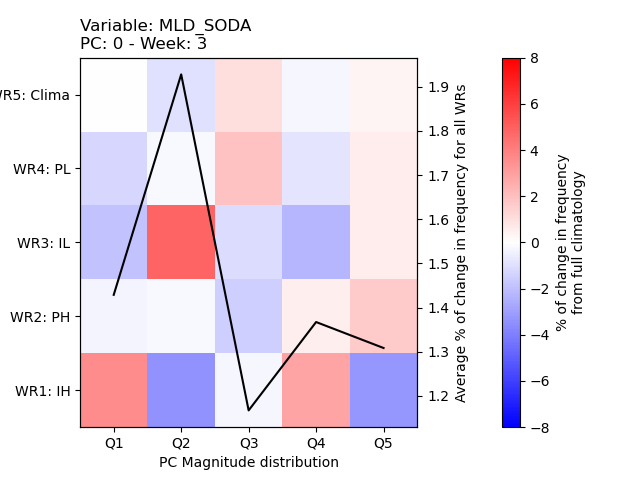 Variable: MLD_SODA
PC: 0 - Week: 3
WR5: Clima
WR4: PL
WR3: IL
WR2: PH
WR1: IH
Q1 Q2 Q3 Q4 Q5
PC Magnitude distribution
1.9
1.8
1.7
1.6
1.5
1.4
1.3
1.2
Average % of change in frequency for all WRs
8
6
4
2
0
−2
−4
−6
−8
% of change in frequency
from full climatology